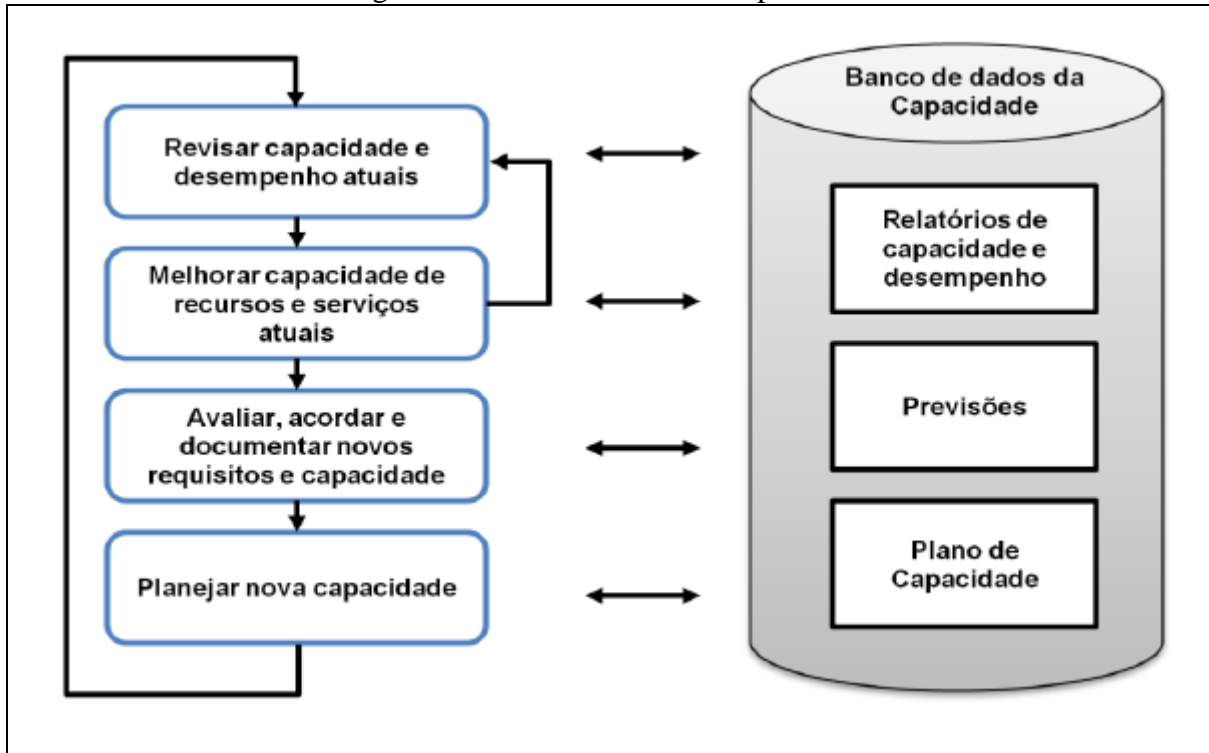 Revisar capacidade e
desempenho atuais
Melhorar capacidade de
recursos e serviços
atuais
Avaliar, acordar e
documentar novos
requisitos e capacidade
Planejar nova capacidade
Banco de dados da
Capacidade
Relatórios de
capacidade e
desempenho
Previsões
Plano de
Capacidade